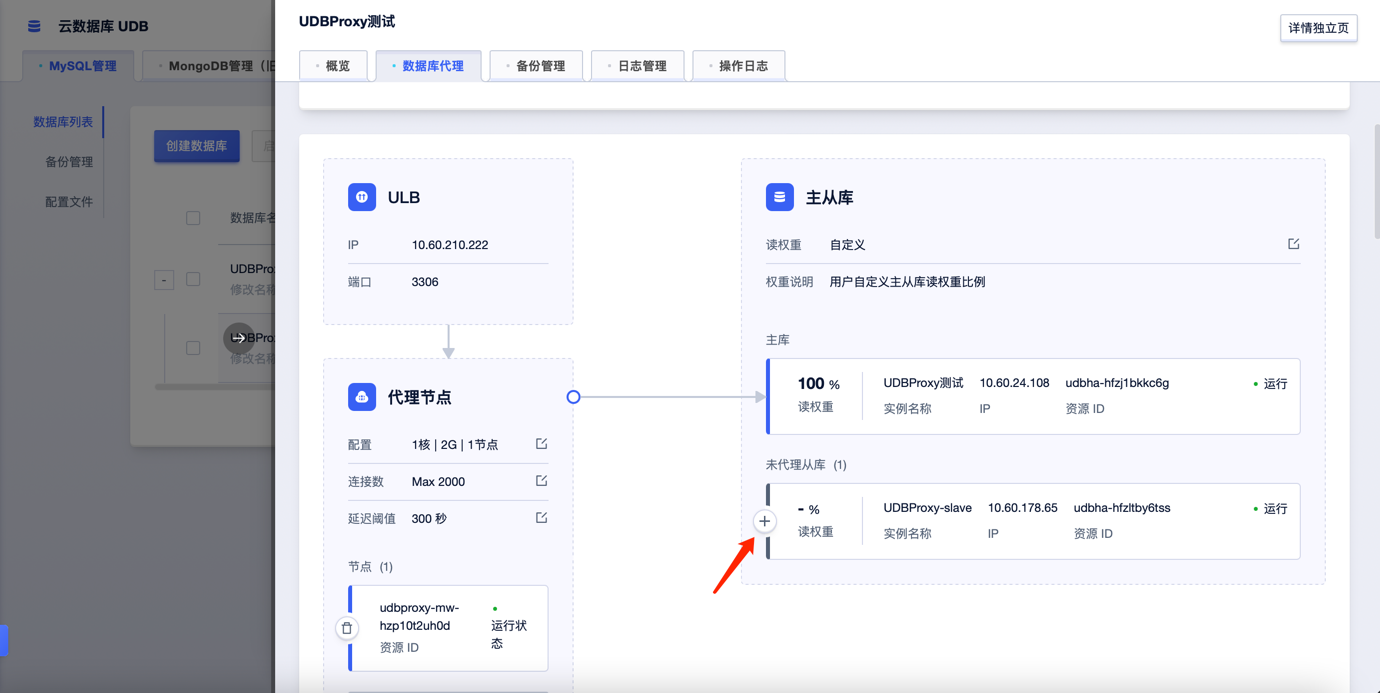 云数据库 UDB
MySQL管理
MongoDB管理（旧
数据库列表
备份管理
配置文件
创建数据库
数据库名
UDBPro
修改名称
UDBPro
修改名称
UDBProxy测试
详情独立页
概览
数据库代理
备份管理
日志管理
操作日志
ULB
IP 10.60.210.222
端口 3306
代理节点
配置 1核 | 2G | 1节点
连接数 Max 2000
延迟阈值 300 秒
节点 (1)
udbproxy-mw-
hzp10t2uh0d
资源 ID
运行状
态
主从库
读权重 自定义
权重说明 用户自定义主从库读权重比例
主库
100 % UDBProxy测试 10.60.24.108 udbha-hfzj1bkkc6g 运行
读权重 实例名称 IP 资源 ID
未代理从库 (1)
- % UDBProxy-slave 10.60.178.65 udbha-hfzltby6tss 运行
读权重 实例名称 IP 资源 ID